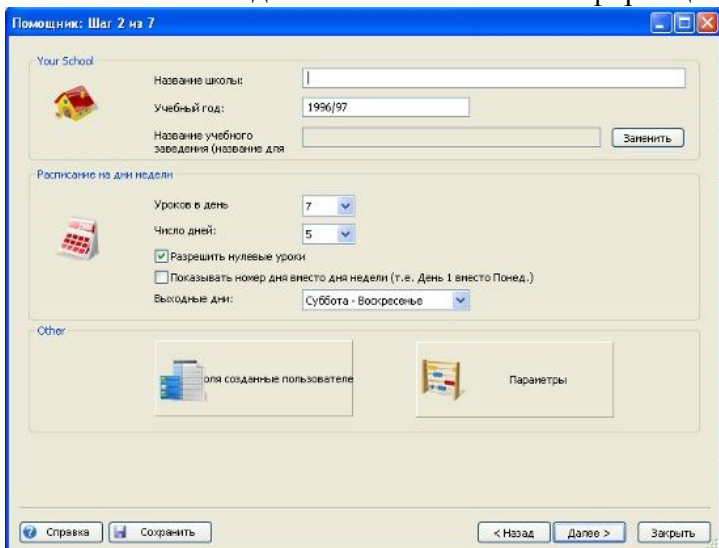 Помощник: Шаг 2 из 7
Your School
Название школы:
Учебный год: 1996/97
Название учебного
заведения (название для
Заменить
Расписание на дни недели
Уроков в день 7
Число дней: 5
Разрешить нулевые уроки
Показывать номер дня вместо дня недели (т.е. День 1 вместо Понед.)
Выходные дни: Суббота - Воскресенье
Other
оля созданные пользователе
Параметры
Справка Сохранить < Назад Далее > Закрыть